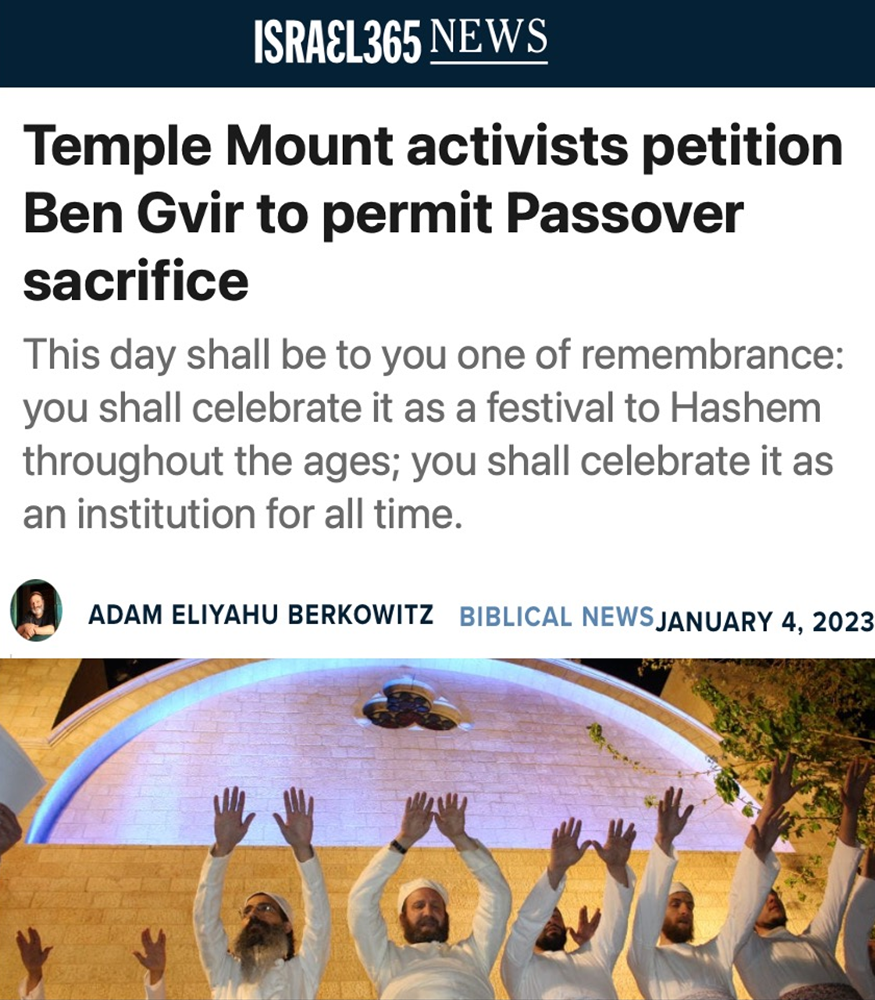 ISRAEL365 NEWS
Temple Mount activists petition
Ben Gvir to permit Passover
sacrifice
This day shall be to you one of remembrance:
you shall celebrate it as a festival to Hashem
throughout the ages; you shall celebrate it as
an institution for all time.
ADAM ELIYAHU BERKOWITZ BIBLICAL NEWS JANUARY 4, 2023